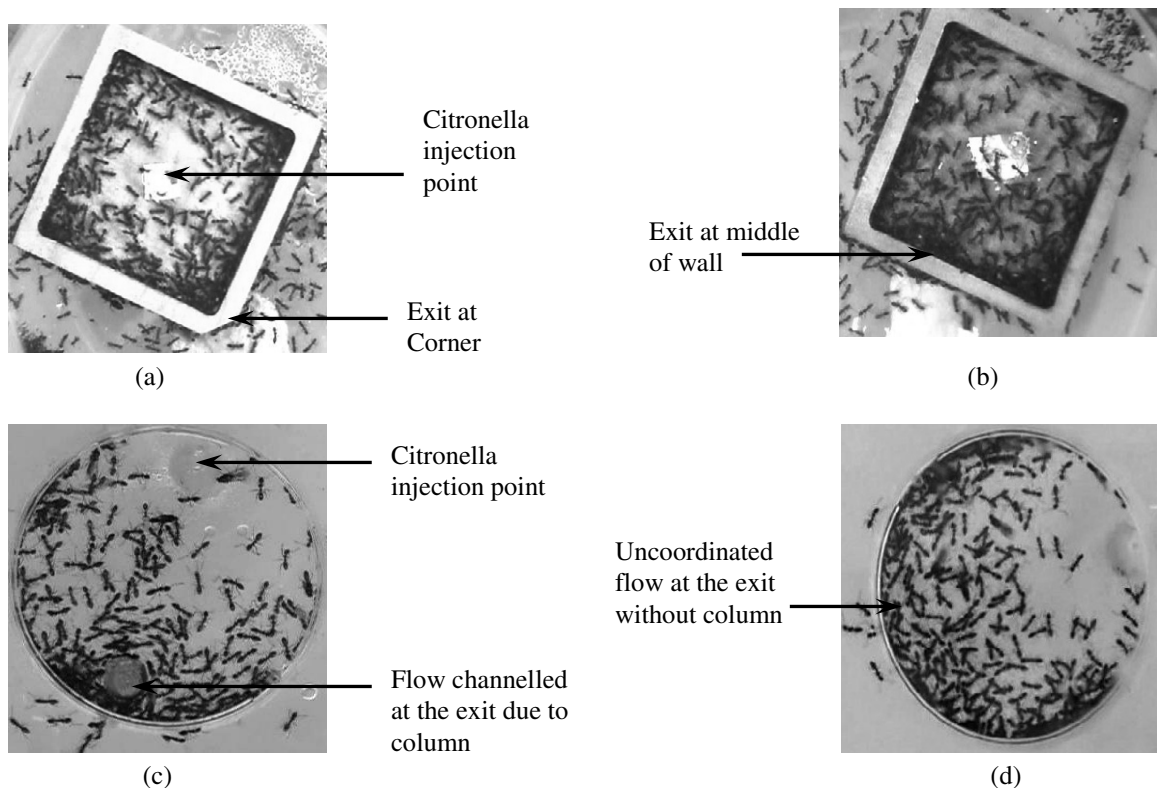 Citronella
injection
point
Exit at
Corner
(a)
Exit at middle
of wall
(b)
Citronella
injection point
Flow channelled
at the exit due to
column
(c)
Uncoordinated
flow at the exit
without column
(d)